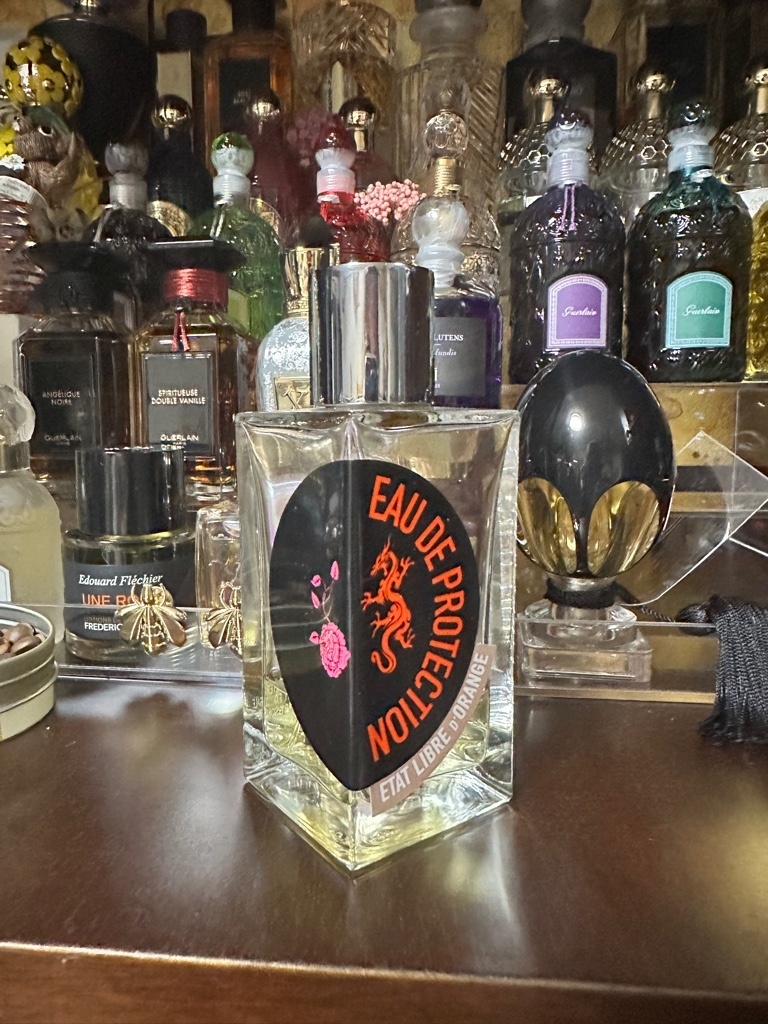 EAU DE PROTECTION
ETAT LIBRE D'ORANGE
ANGÉLIQUE
NOIRE
GUERLAIN
SPIRITUEUSE
DOUBLE VANILLE
GUERLAIN
PARIS
Edouard Fléchier
UNE
FREDERIC
LUTENS
Guerlain
Guerlain